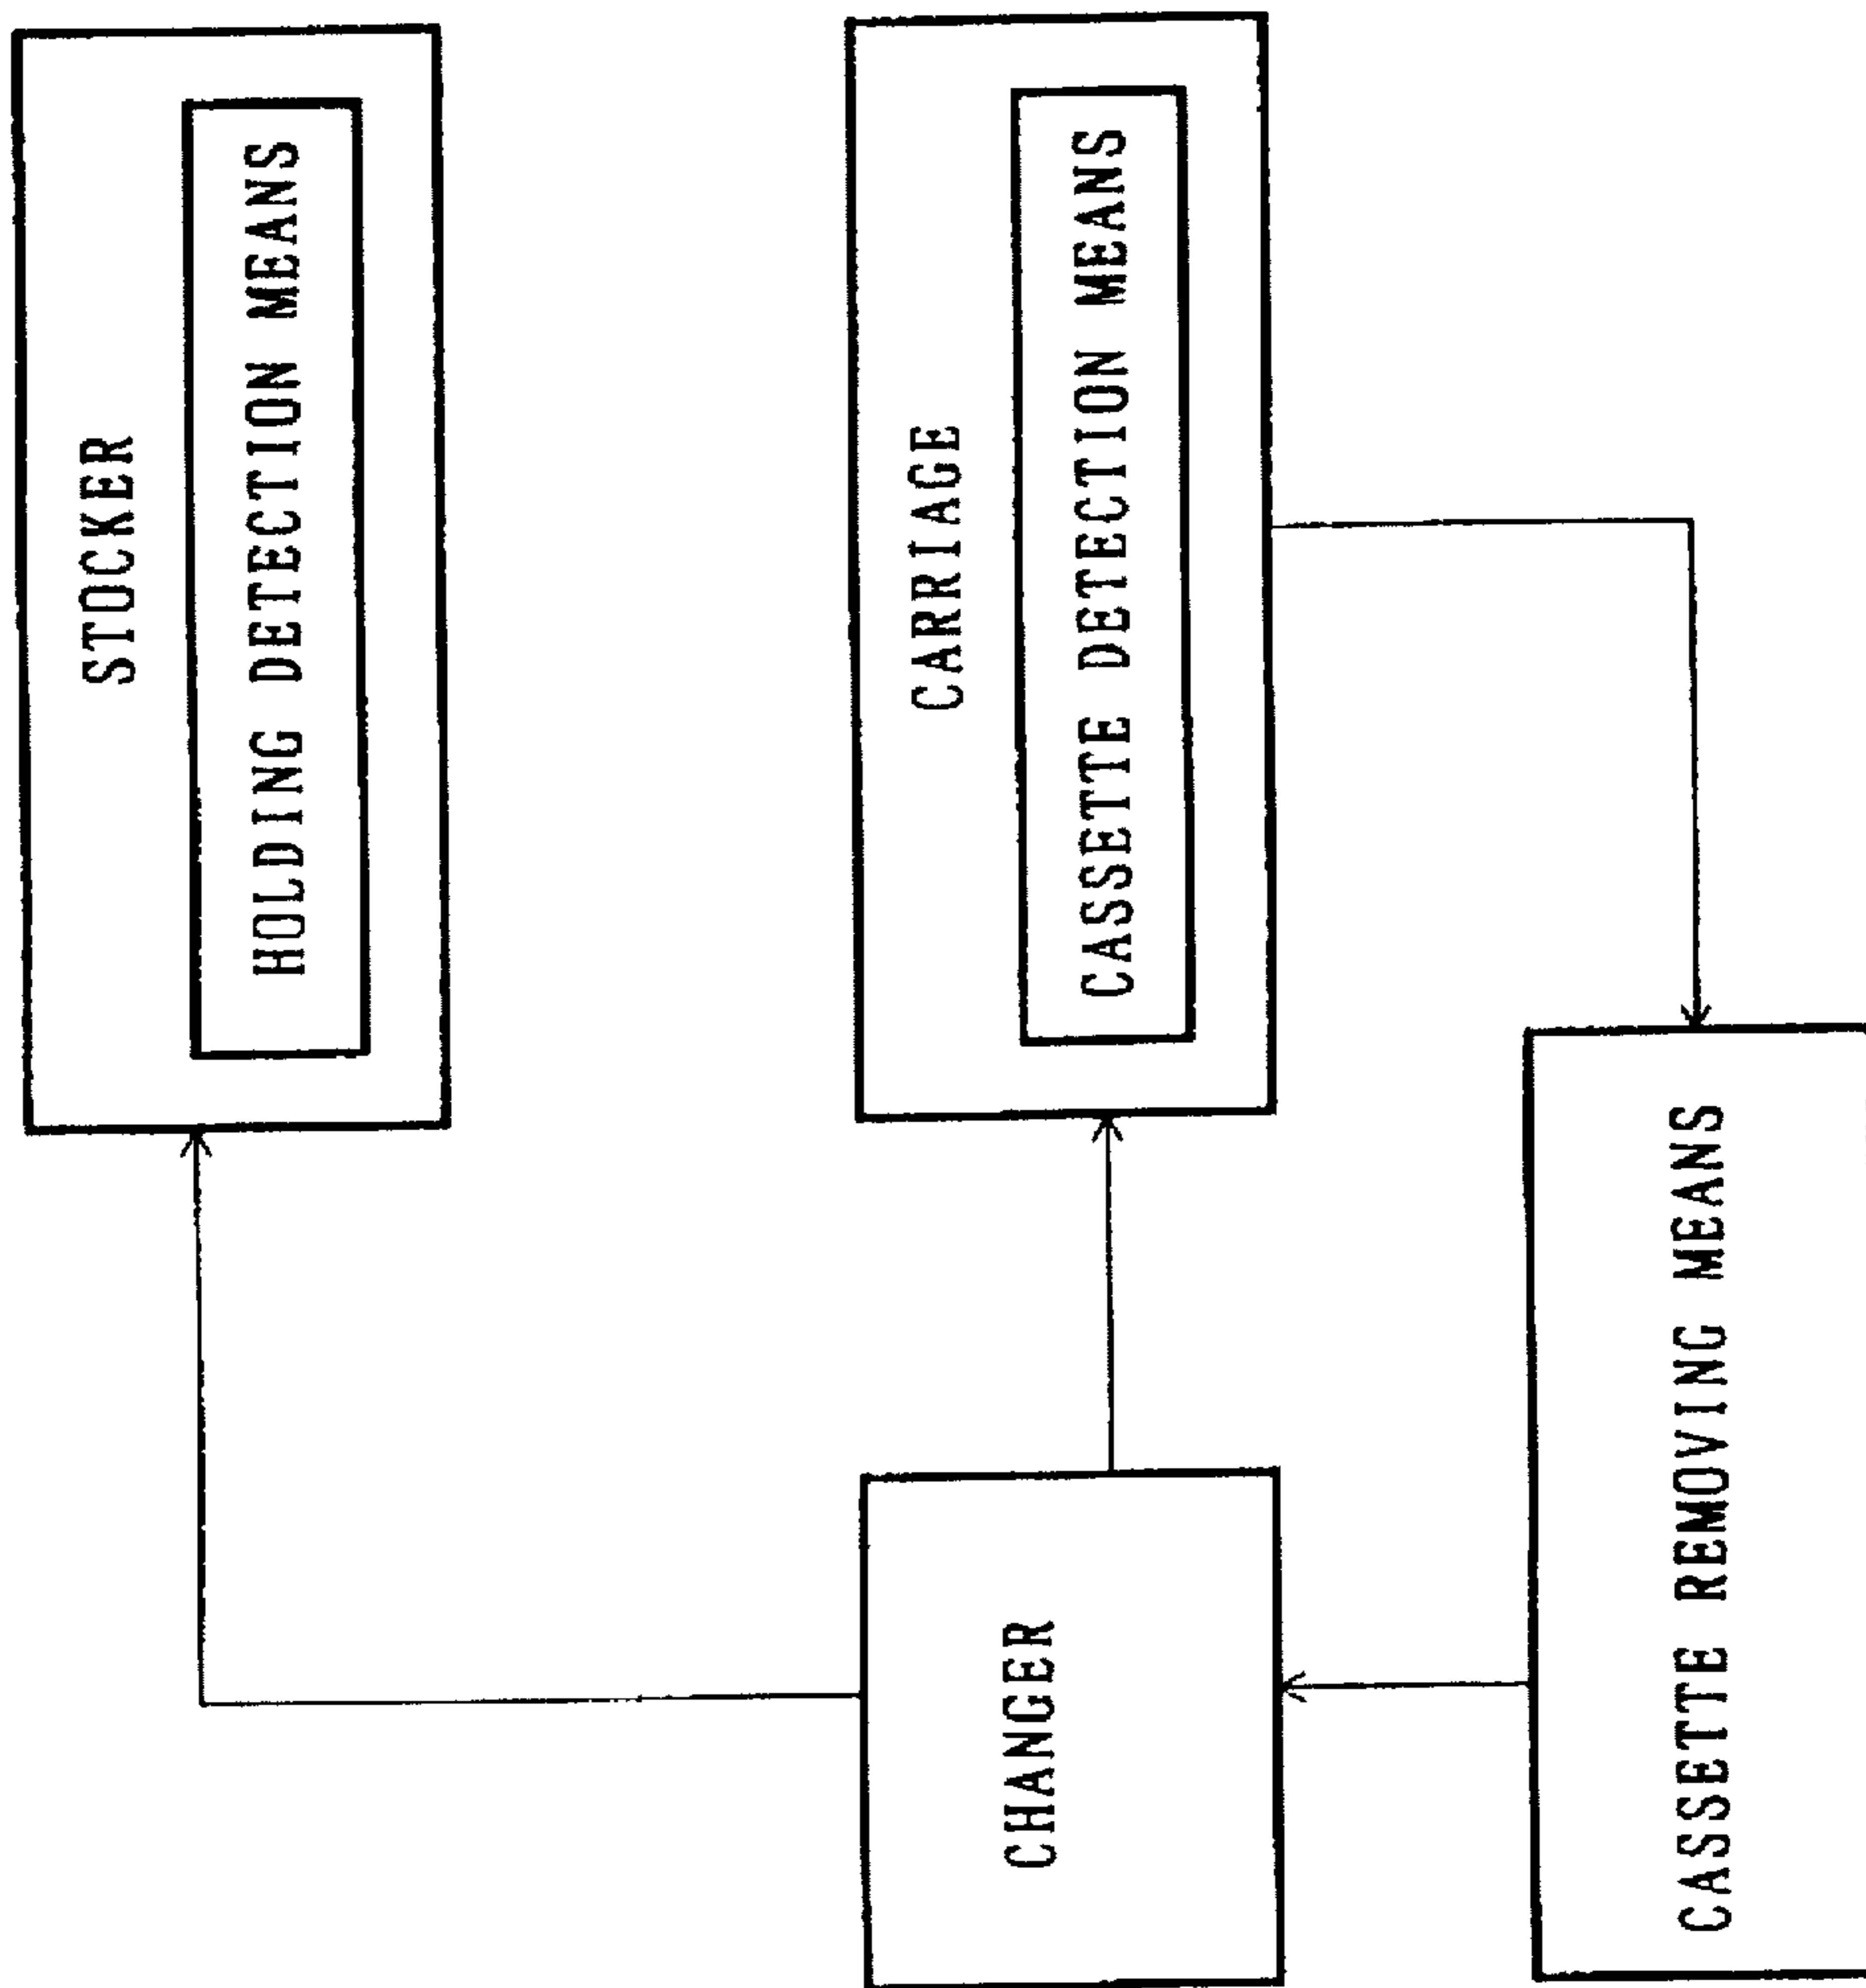 STOCKER
HOLDING DETECTION MEANS
CARRIAGE
CASSETTE DETECTION MEANS
CHANGER
CASSETTE REMOVING MEANS